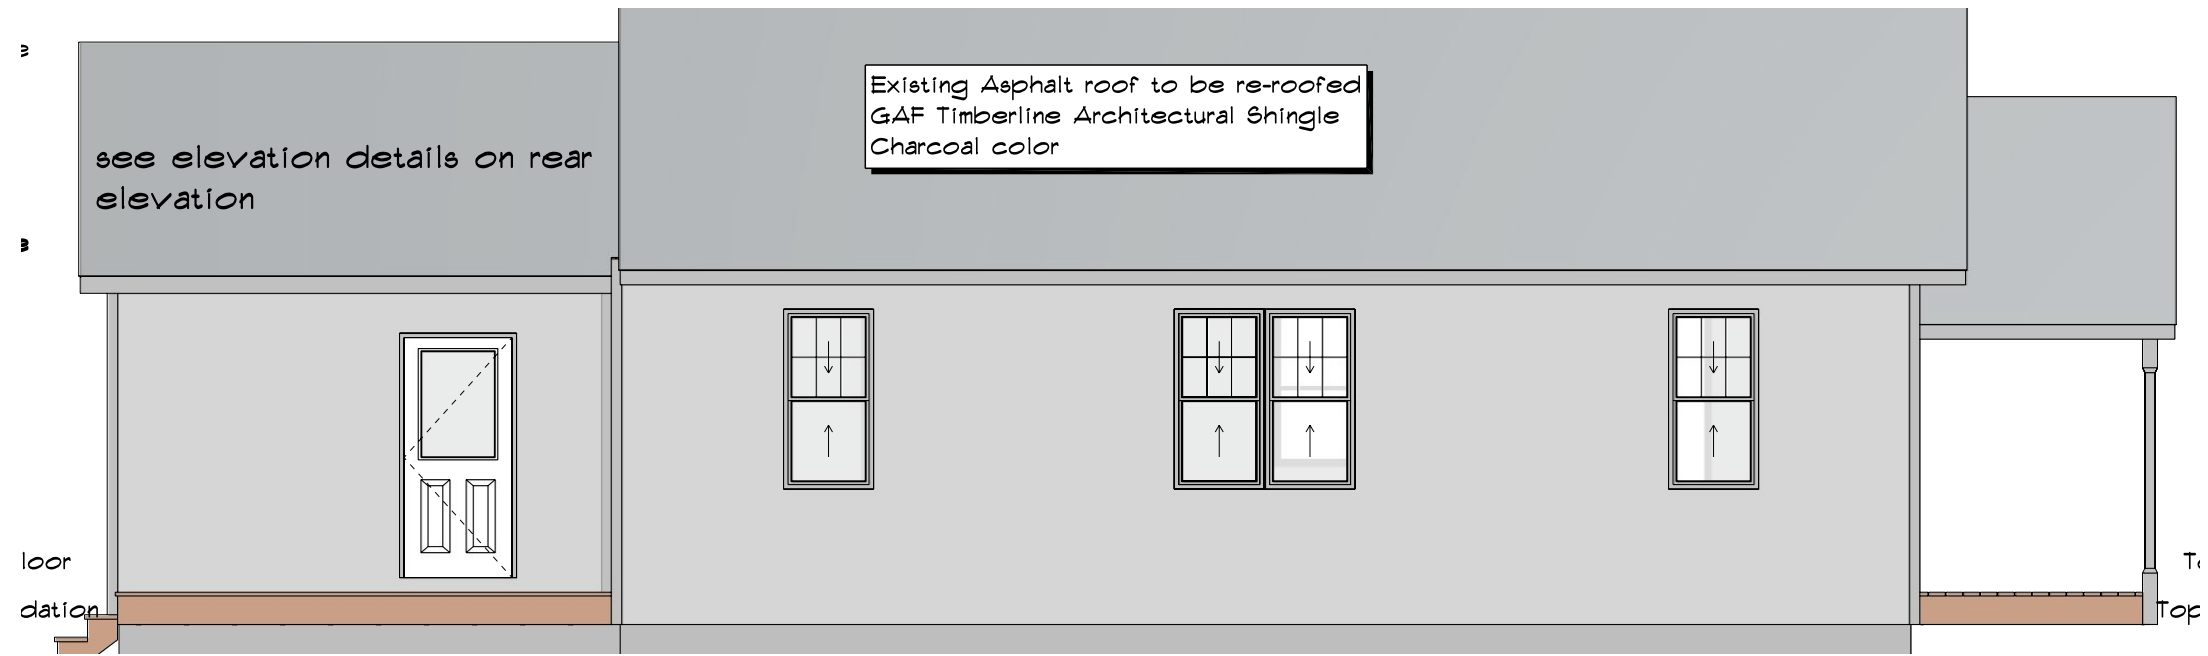 see elevation details on rear
elevation
Existing Asphalt roof to be re-roofed
GAF Timberline Architectural Shingle
Charcoal color
loor
dation
Top